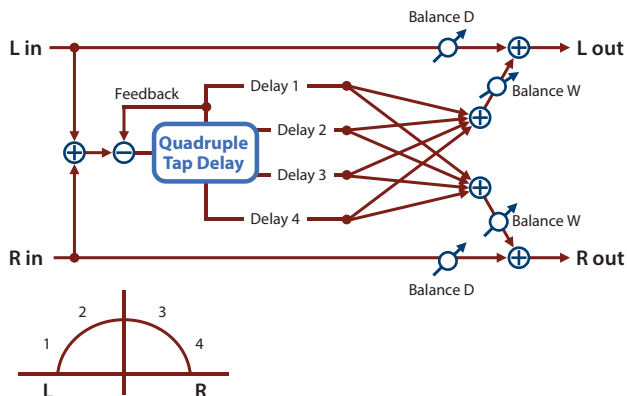 Balance D
L in
L out
Feedback
Delay 1
Balance W
Quadruple
Tap Delay
Delay 2
Delay 3
Delay 4
Balance W
R in
R out
Balance D
2
3
1
4
L
R